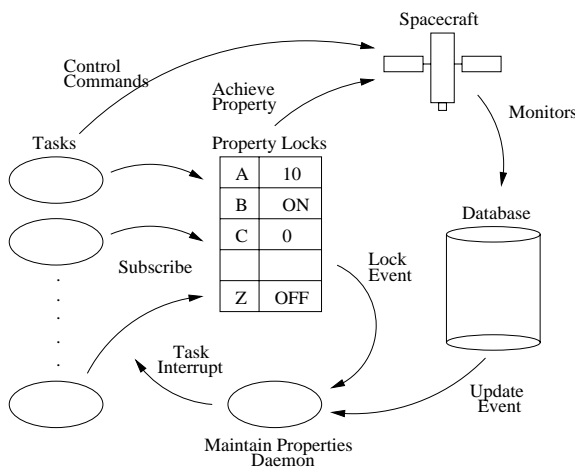 Spacecraft
Control
Commands
Achieve
Property
Monitors
Tasks
Property Locks
A 10
B ON
C 0
Z OFF
Database
Subscribe
Lock
Event
Task
Interrupt
Update
Event
Maintain Properties
Daemon